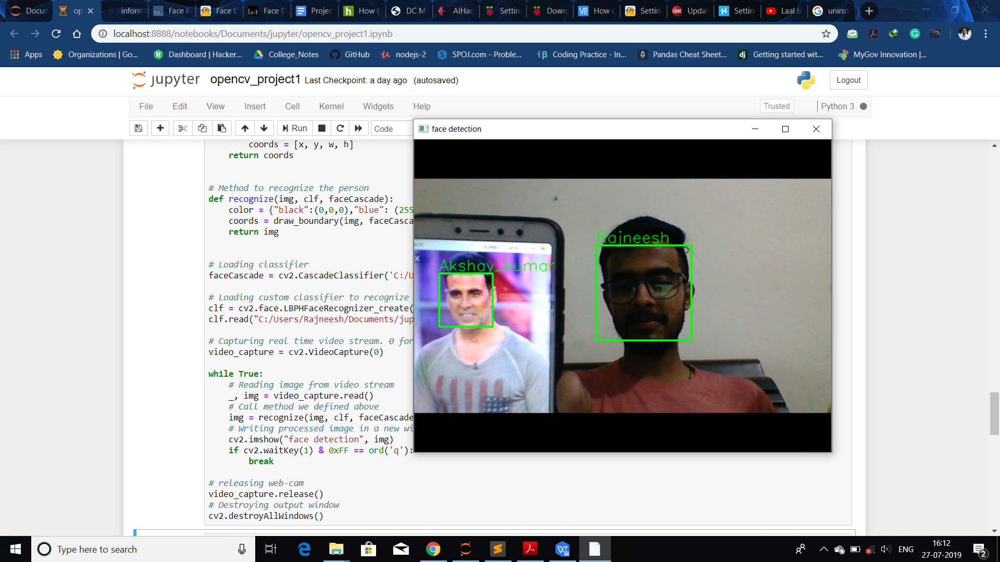 Docur
op
inform
Face R
Face D
Face D
Projec
How t
DC M
AIHac
Settin
Down
How c
Settin
Updat
Settin
Laal Is
uninst
localhost:8888/notebooks/Documents/jupyter/opencv_project1.ipynb
Apps
Organizations | Go...
Dashboard | Hacker...
College_Notes
GitHub
nodejs-2
SPOJ.com - Proble...
Coding Practice - In...
Pandas Cheat Sheet...
Getting started wit...
MyGov Innovation |...
jupyter opencv_project1 Last Checkpoint: a day ago (autosaved)
Logout
File Edit View Insert Cell Kernel Widgets Help
Trusted
Python 3
Run
Code
face detection
coords = [x, y, w, h]
return coords
# Method to recognize the person
def recognize(img, clf, faceCascade):
color = {"black":(0,0,0),"blue": (255
coords = draw_boundary(img, faceCasca
return img
# Loading classifier
faceCascade = cv2.CascadeClassifier('C:/U
# Loading custom classifier to recognize
clf = cv2.face.LBPHFaceRecognizer_create(
clf.read("C:/Users/Rajneesh/Documents/jup
# Capturing real time video stream. 0 for
video_capture = cv2.VideoCapture(0)
while True:
# Reading image from video stream
_, img = video_capture.read()
# Call method we defined above
img = recognize(img, clf, faceCascade
# Writing processed image in a new wi
cv2.imshow("face detection", img)
if cv2.waitKey(1) & 0xFF == ord('q'):
break
# releasing web-cam
video_capture.release()
# Destroying output window
cv2.destroyAllWindows()
Rajneesh
Akshay_kumar
Type here to search
ENG
16:12
27-07-2019
2